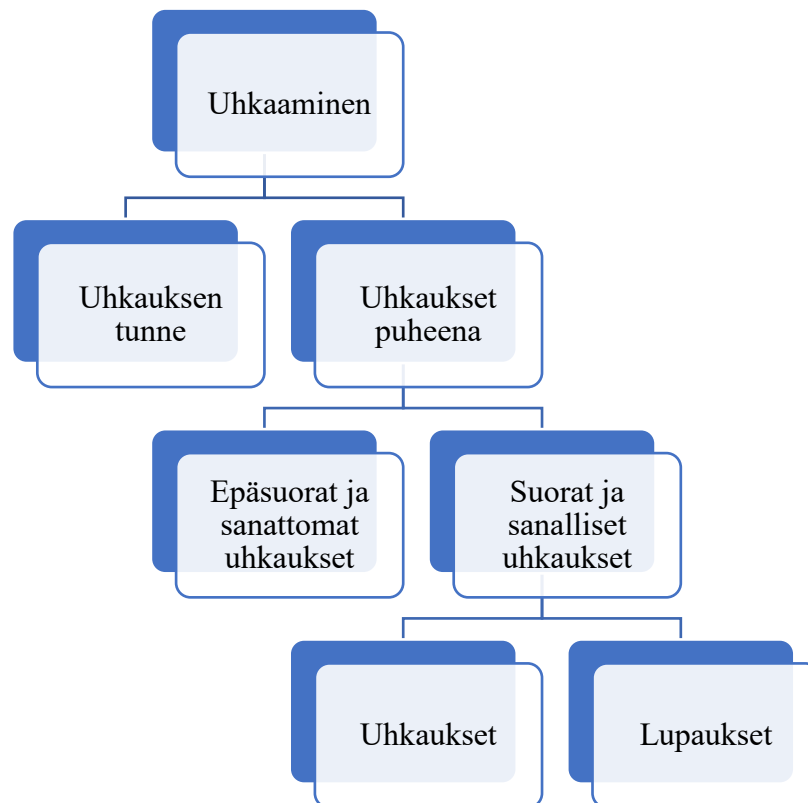 Uhkaaminen
Uhkauksen
tunne
Uhkaukset
puheena
Epäsuorat ja
sanattomat
uhkaukset
Suorat ja
sanalliset
uhkaukset
Uhkaukset
Lupaukset